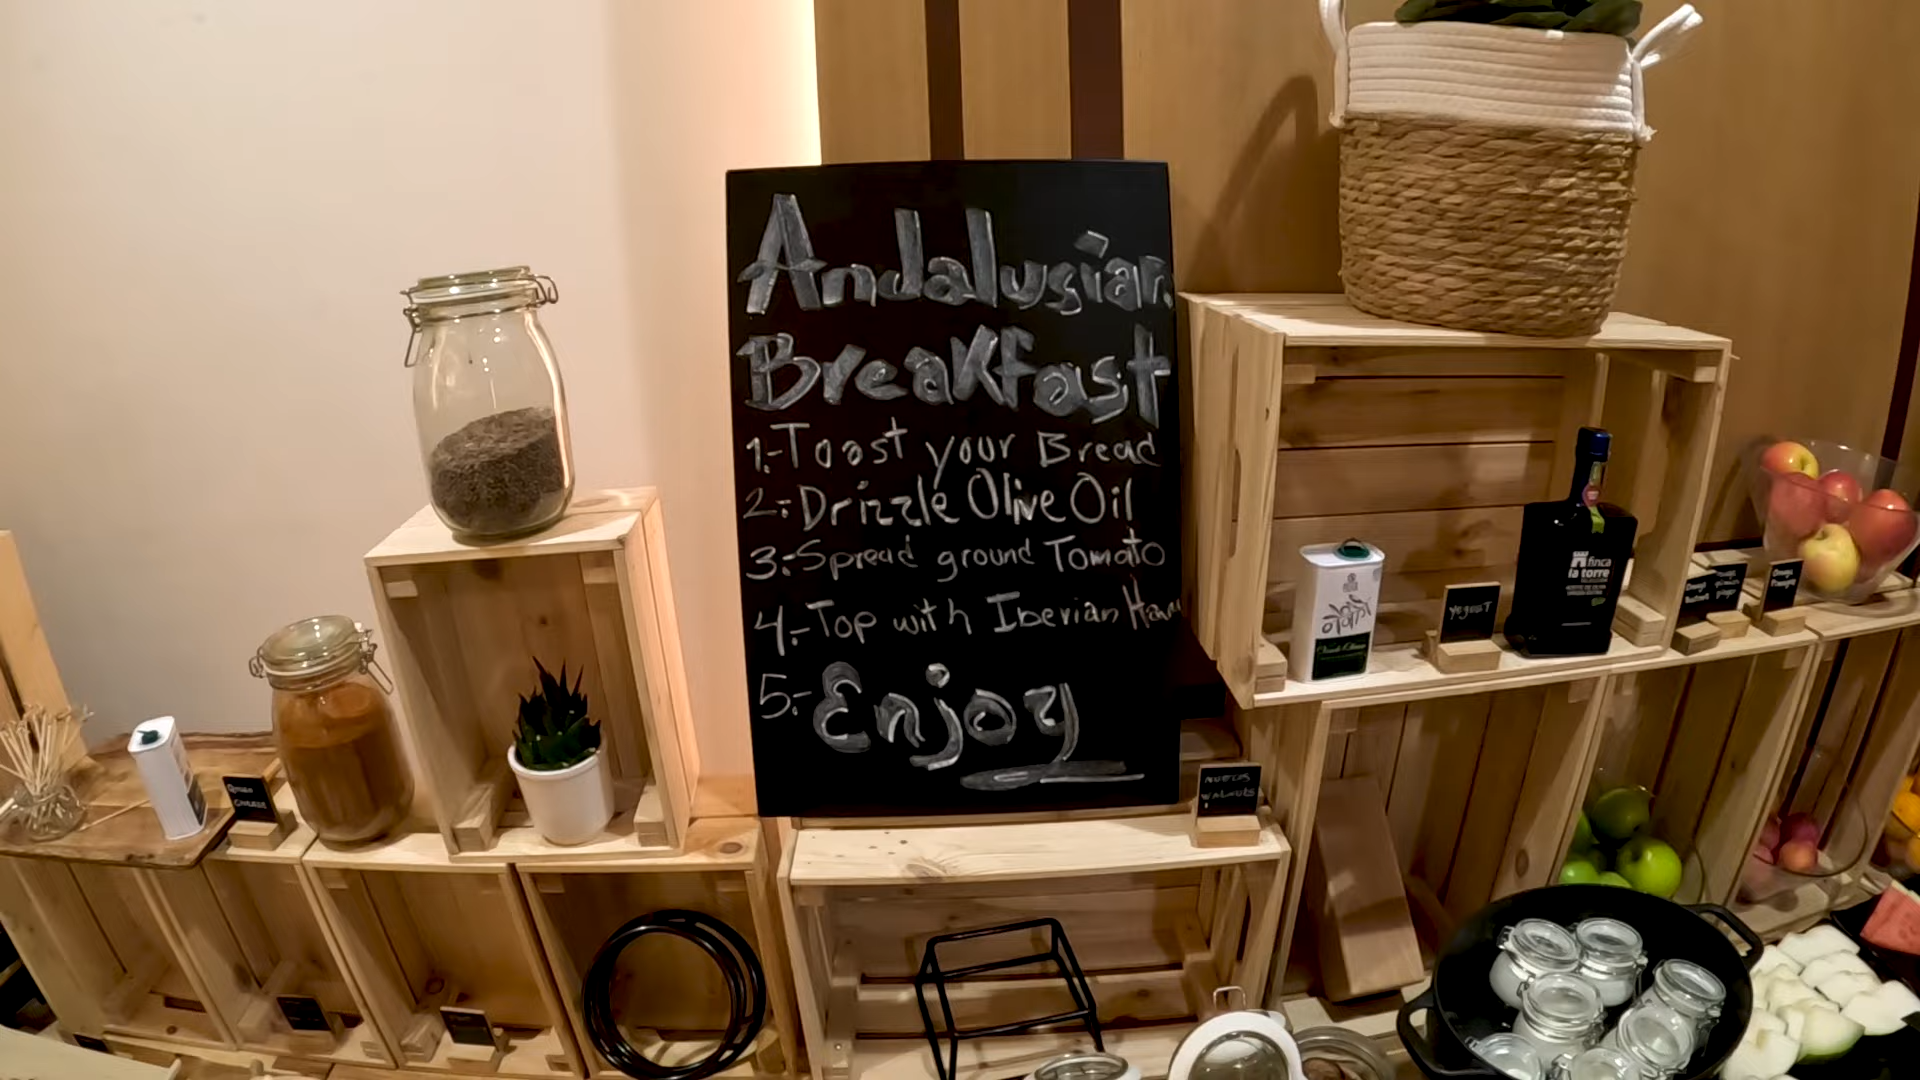 Andalusian
Breakfast
1.-Toast your Bread
2.-Drizzle Olive Oil
3.-Spread ground Tomato
4.-Top with Iberian Ham
5.-Enjoy
finca
la torre
YOGURT
WALNUTS